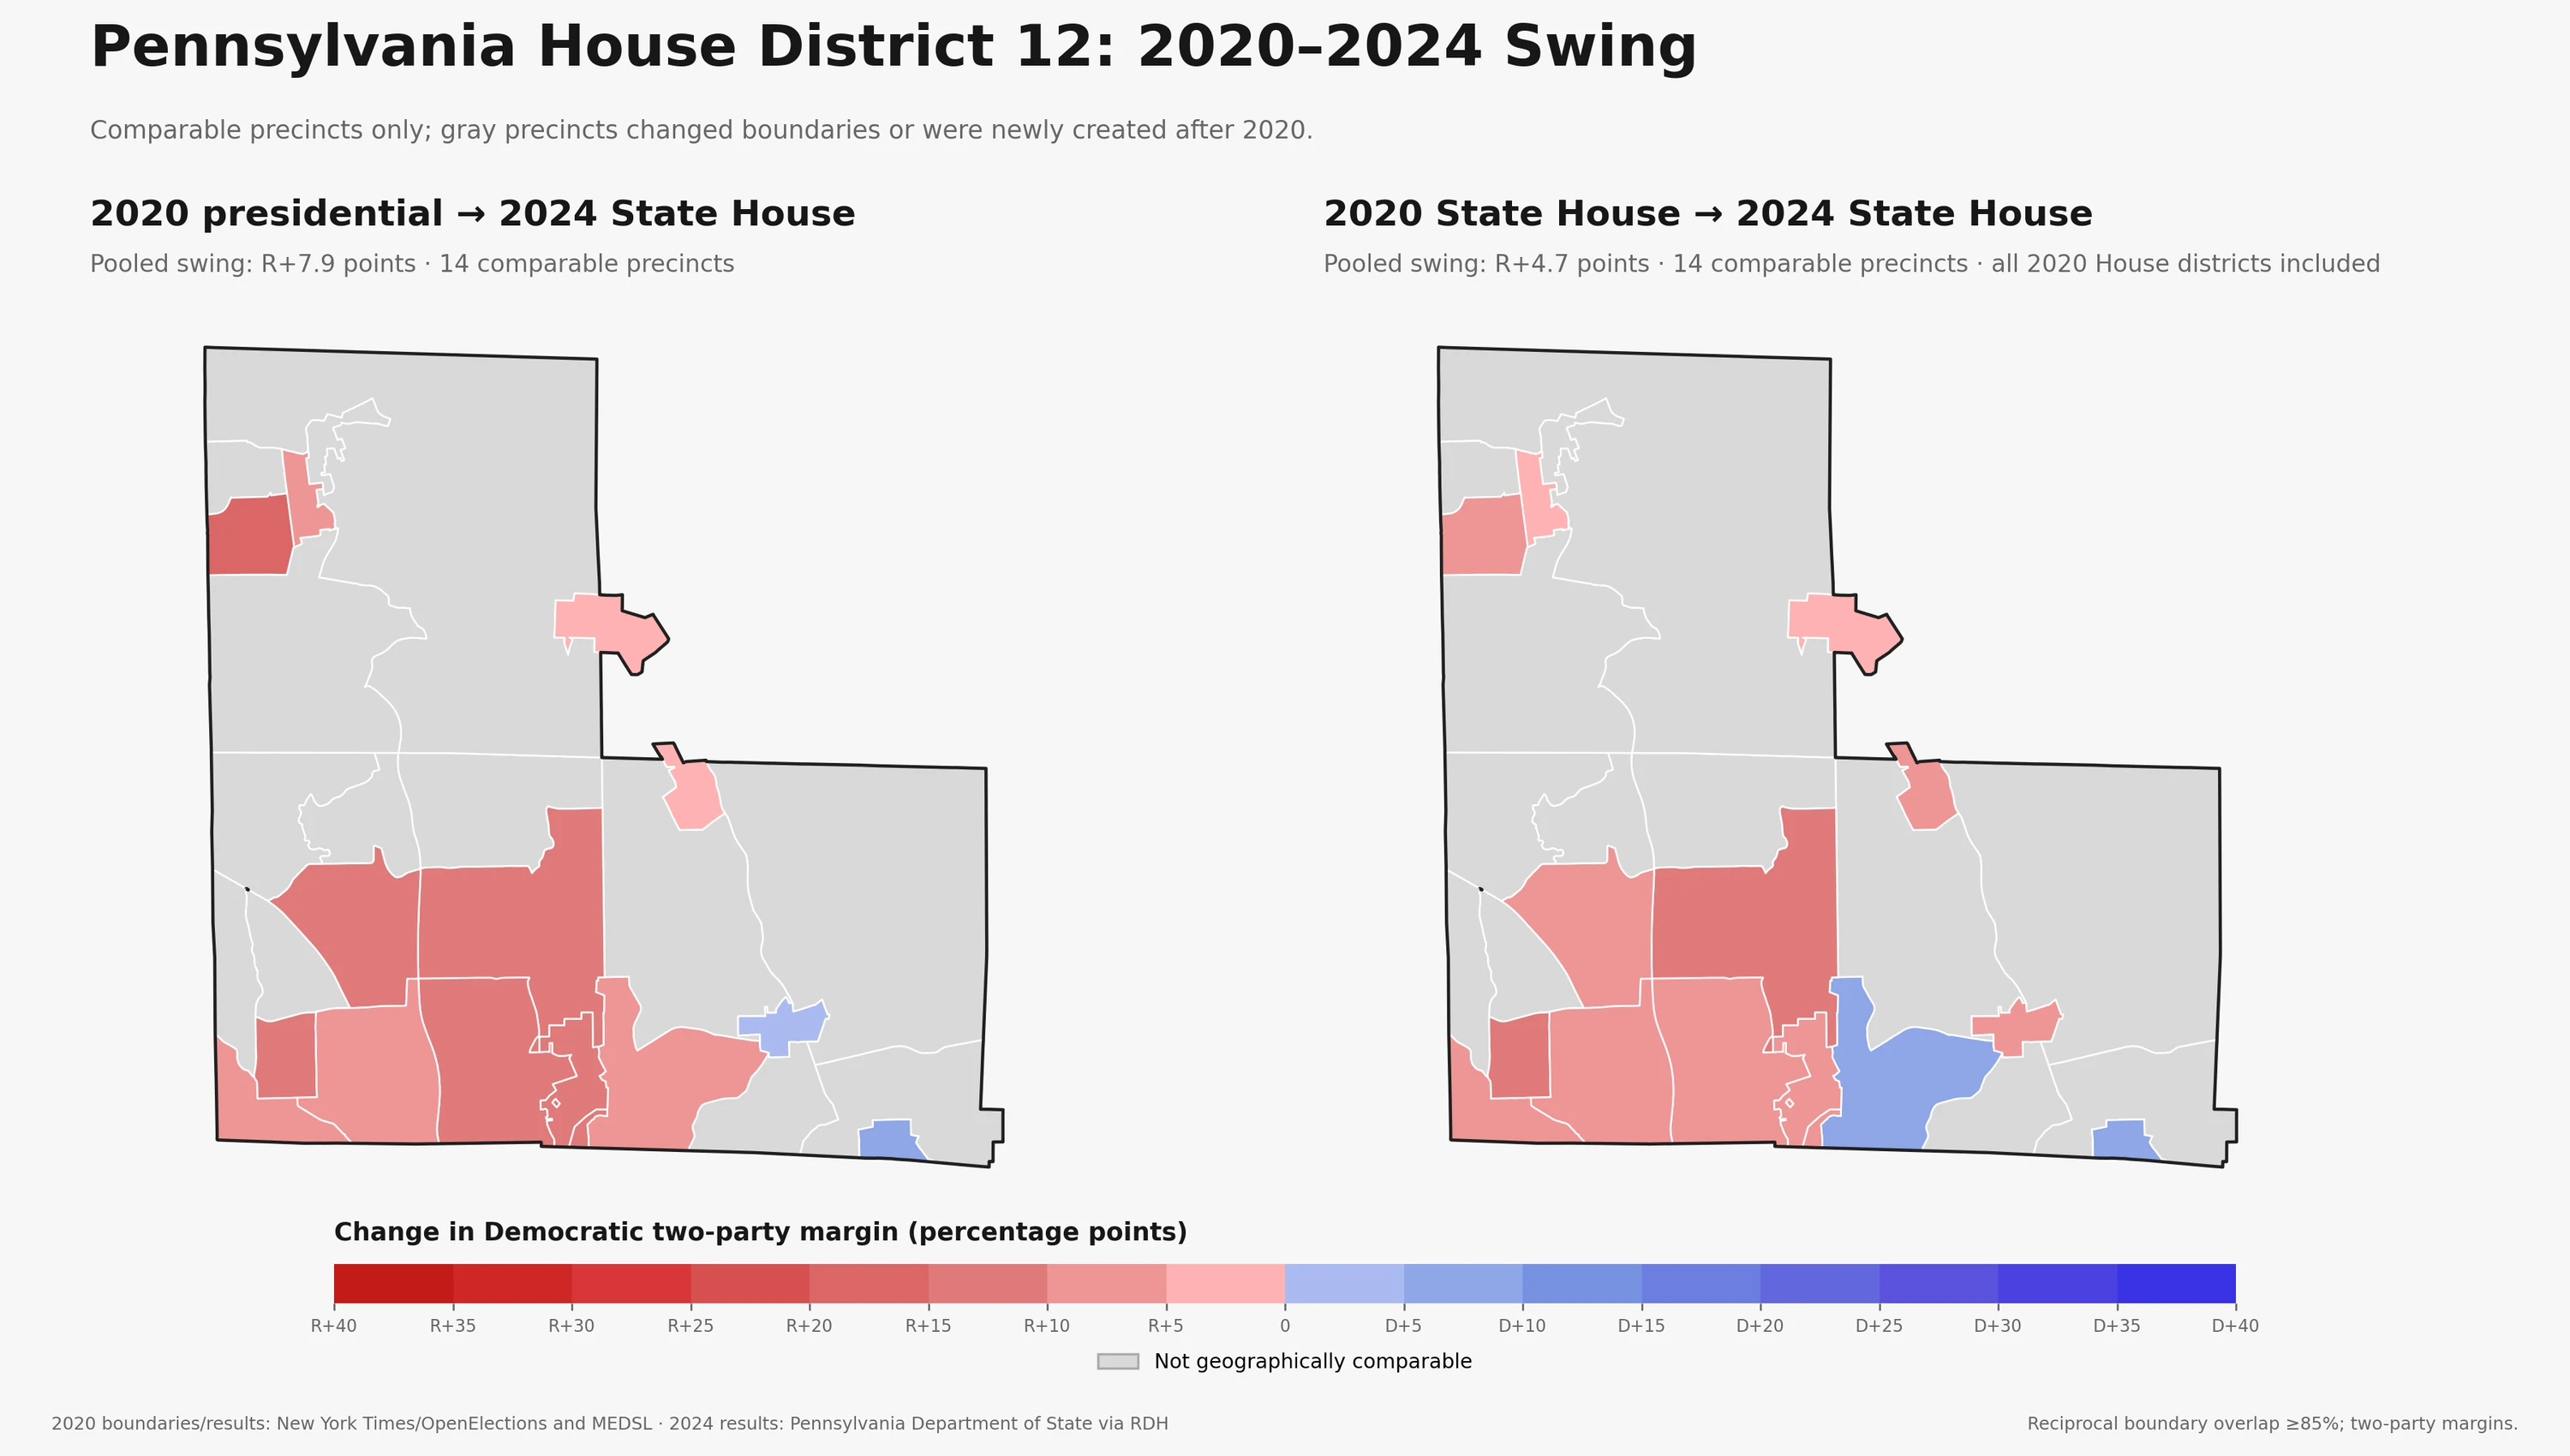 Pennsylvania House District 12: 2020–2024 Swing
Comparable precincts only; gray precincts changed boundaries or were newly created after 2020.
2020 presidential → 2024 State House
Pooled swing: R+7.9 points · 14 comparable precincts
2020 State House → 2024 State House
Pooled swing: R+4.7 points · 14 comparable precincts · all 2020 House districts included
Change in Democratic two-party margin (percentage points)
R+40 R+35 R+30 R+25 R+20 R+15 R+10 R+5 0 D+5 D+10 D+15 D+20 D+25 D+30 D+35 D+40
Not geographically comparable
2020 boundaries/results: New York Times/OpenElections and MEDSL · 2024 results: Pennsylvania Department of State via RDH
Reciprocal boundary overlap ≥85%; two-party margins.